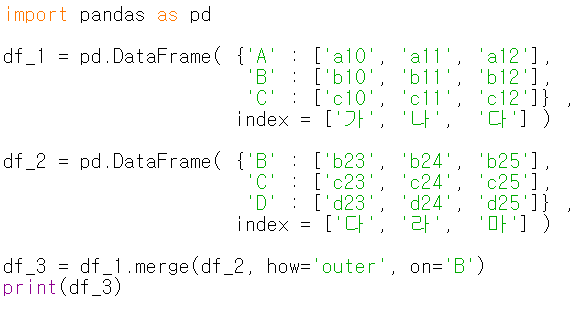 import pandas as pd
df_1 = pd.DataFrame( {'A' : ['a10', 'a11', 'a12'],
'B' : ['b10', 'b11', 'b12'],
'C' : ['c10', 'c11', 'c12']} ,
index = ['가', '나', '다'] )
df_2 = pd.DataFrame( {'B' : ['b23', 'b24', 'b25'],
'C' : ['c23', 'c24', 'c25'],
'D' : ['d23', 'd24', 'd25']} ,
index = ['다', '라', '마'] )
df_3 = df_1.merge(df_2, how='outer', on='B')
print(df_3)